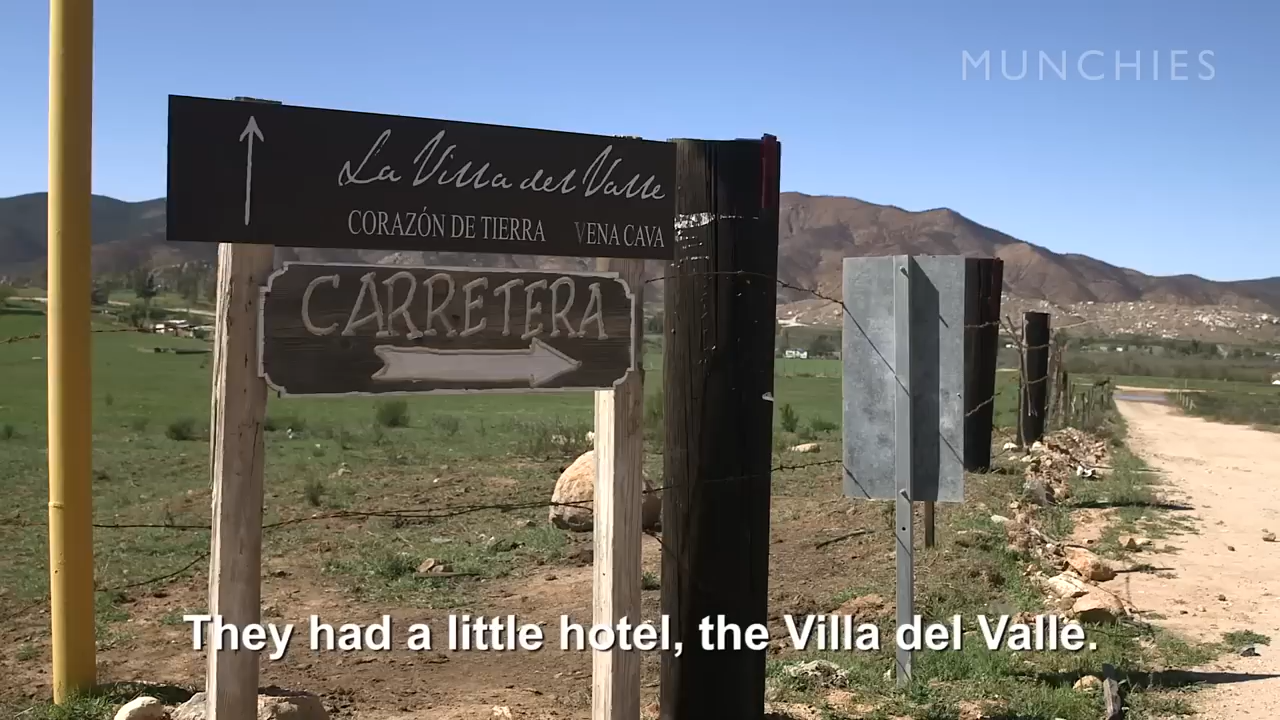 MUNCHIES
La Villa del Valle
CORAZÓN DE TIERRA VENA CAVA
CARRETERA
They had a little hotel, the Villa del Valle.